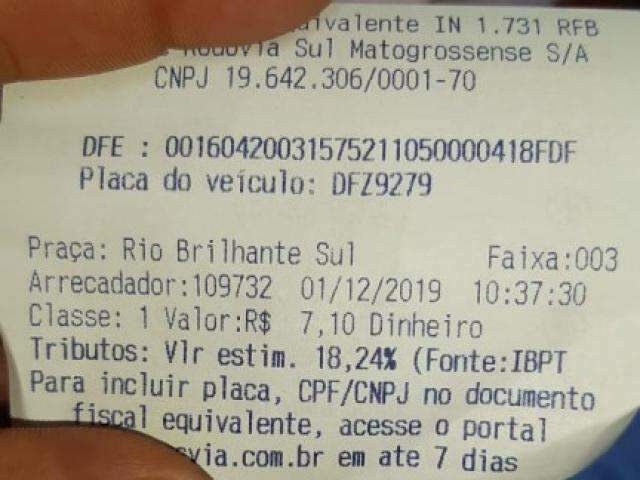 equivalente IN 1.731 RFB
Rodovia Sul Matogrossense S/A
CNPJ 19.642.306/0001-70
DFE : 00160420031575211050000418FDF
Placa do veículo: DFZ9279
Praça: Rio Brilhante Sul Faixa:003
Arrecadador:109732 01/12/2019 10:37:30
Classe: 1 Valor:R$ 7,10 Dinheiro
Tributos: Vlr estim. 18,24% (Fonte:IBPT
Para incluir placa, CPF/CNPJ no documento
fiscal equivalente, acesse o portal
via.com.br em ate 7 dias